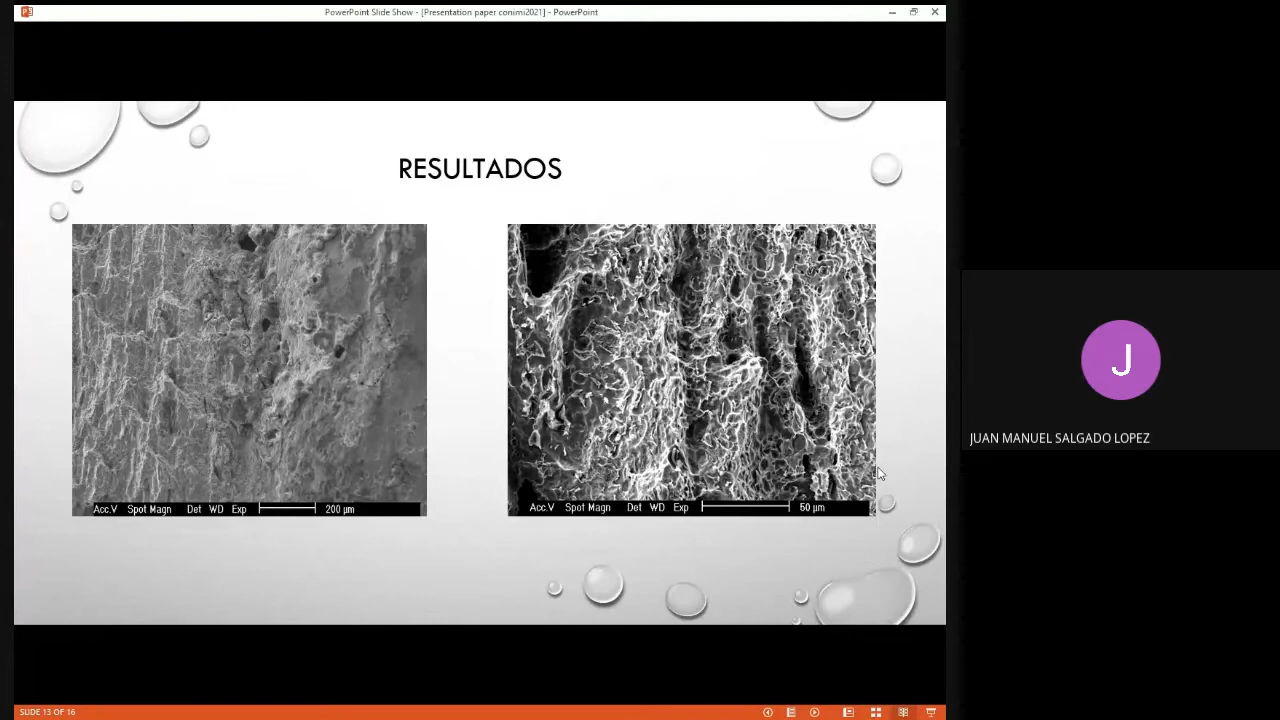 PowerPoint Slide Show - [Presentation paper conimi2021] - PowerPoint
RESULTADOS
Acc.V Spot Magn Det WD Exp 200 µm
Acc.V Spot Magn Det WD Exp 50 µm
J
JUAN MANUEL SALGADO LOPEZ
SLIDE 13 OF 16